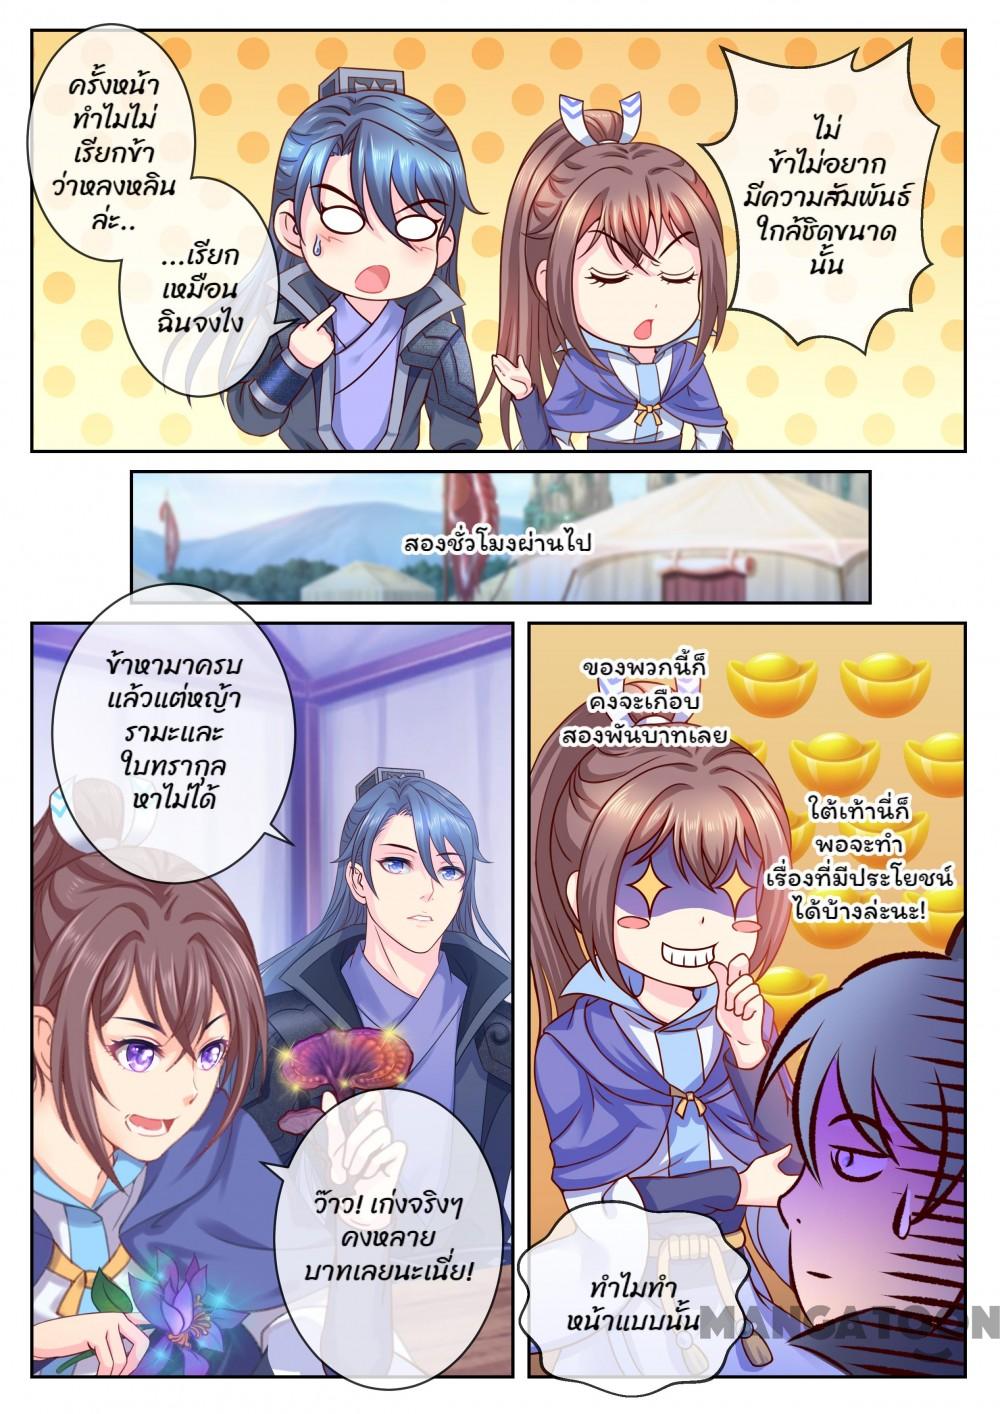 ครั้งหน้า
ทำไมไม่
เรียกข้า
ว่าหลงหลิน
ล่ะ..
...เรียก
เหมือน
ฉินจงไง
ไม่
ข้าไม่อยาก
มีความสัมพันธ์
ใกล้ชิดขนาด
นั้น
สองชั่วโมงผ่านไป
ข้าหามาครบ
แล้วแต่หญ้า
รามะและ
ใบทรากุล
หาไม่ได้
ว๊าว! เก่งจริงๆ
คงหลาย
บาทเลยนะเนี่ย!
ของพวกนี้ก็
คงจะเกือบ
สองพันบาทเลย
ใต้เท้านี่ก็
พอจะทำ
เรื่องที่มีประโยชน์
ได้บ้างล่ะนะ!
ทำไมทำ
หน้าแบบนั้น
MANGATOON